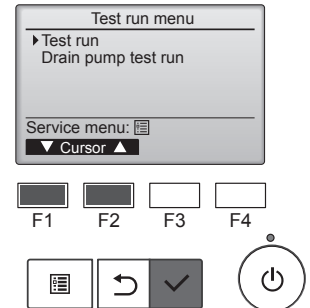 Test run menu
Test run
Drain pump test run
Service menu:
▼ Cursor ▲
F1 F2 F3 F4